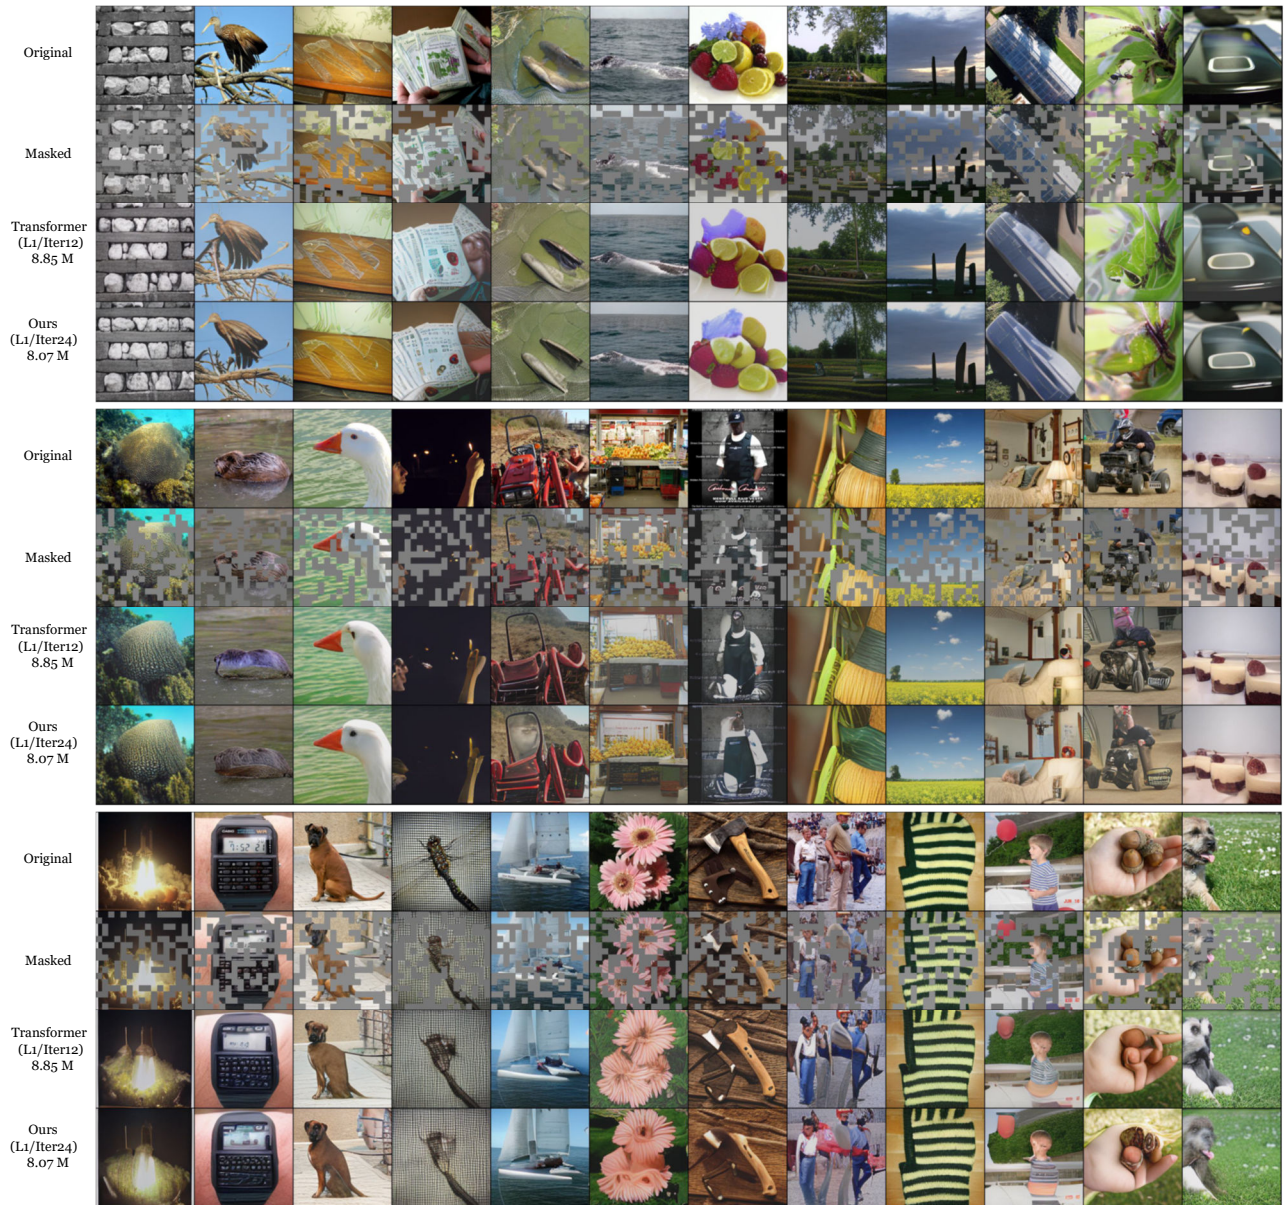 Original
Masked
Transformer
(L1/Iter12)
8.85 M
Ours
(L1/Iter24)
8.07 M
Original
Masked
Transformer
(L1/Iter12)
8.85 M
Ours
(L1/Iter24)
8.07 M
Original
Masked
Transformer
(L1/Iter12)
8.85 M
Ours
(L1/Iter24)
8.07 M